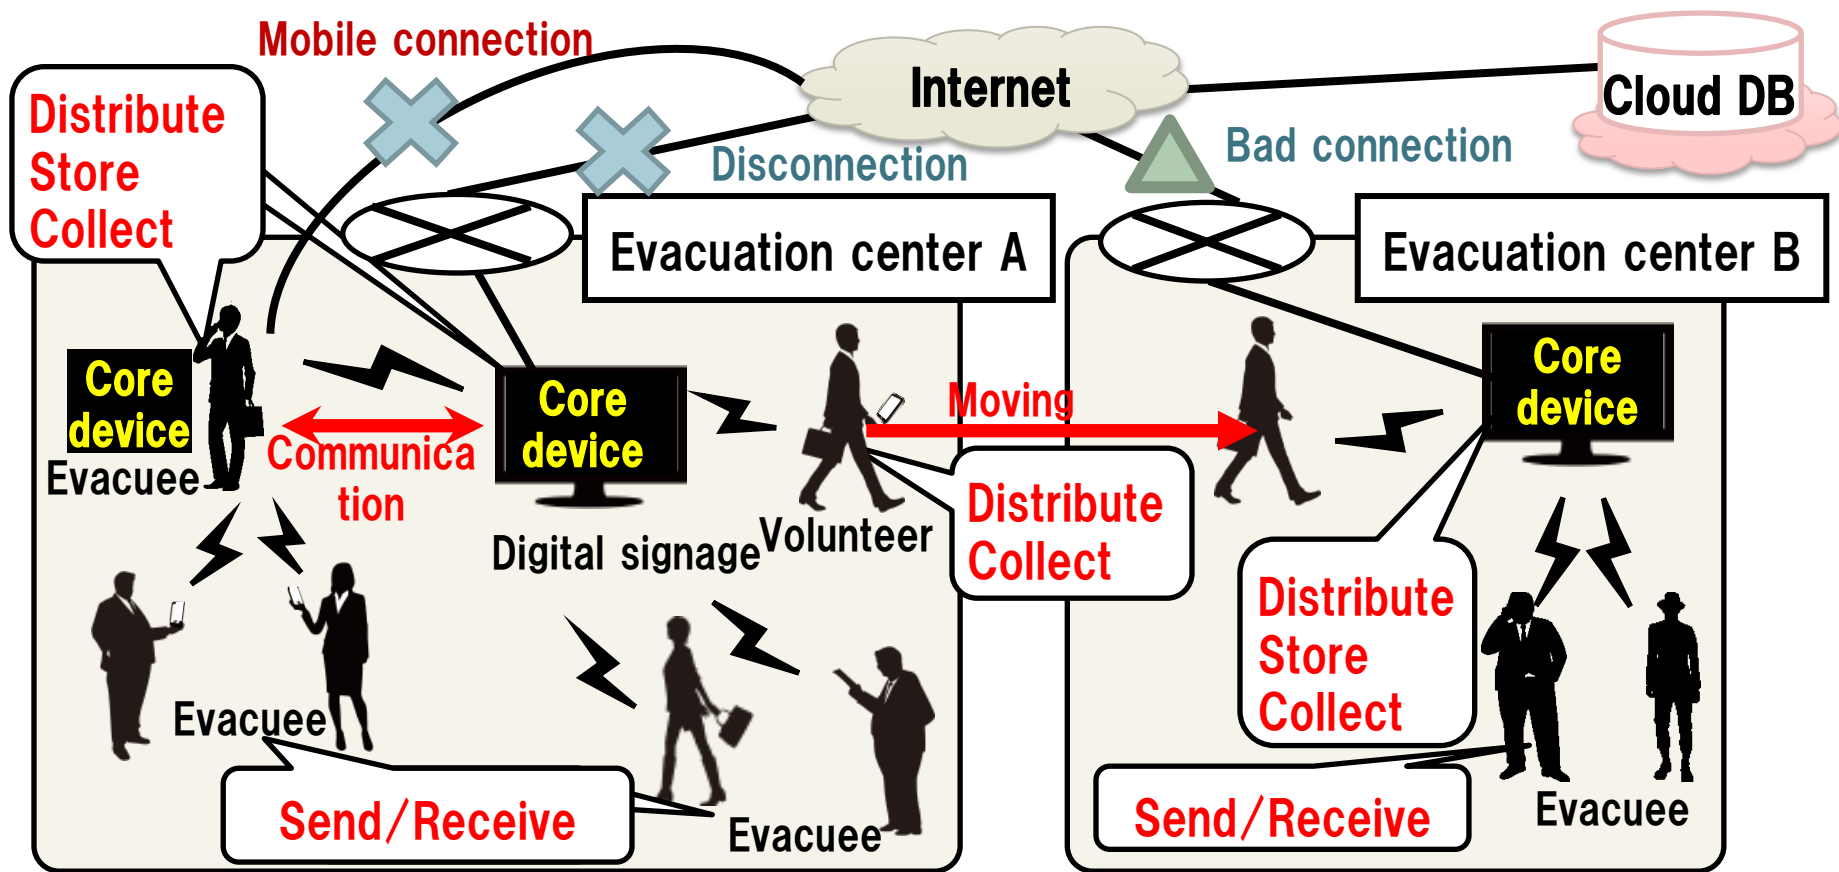 Mobile connection
Internet
Cloud DB
Distribute
Store
Collect
Disconnection
Bad connection
Evacuation center A
Evacuation center B
Core
device
Evacuee
Communica
tion
Core
device
Digital signage
Volunteer
Moving
Distribute
Collect
Core
device
Distribute
Store
Collect
Evacuee
Send/Receive
Evacuee
Send/Receive
Evacuee